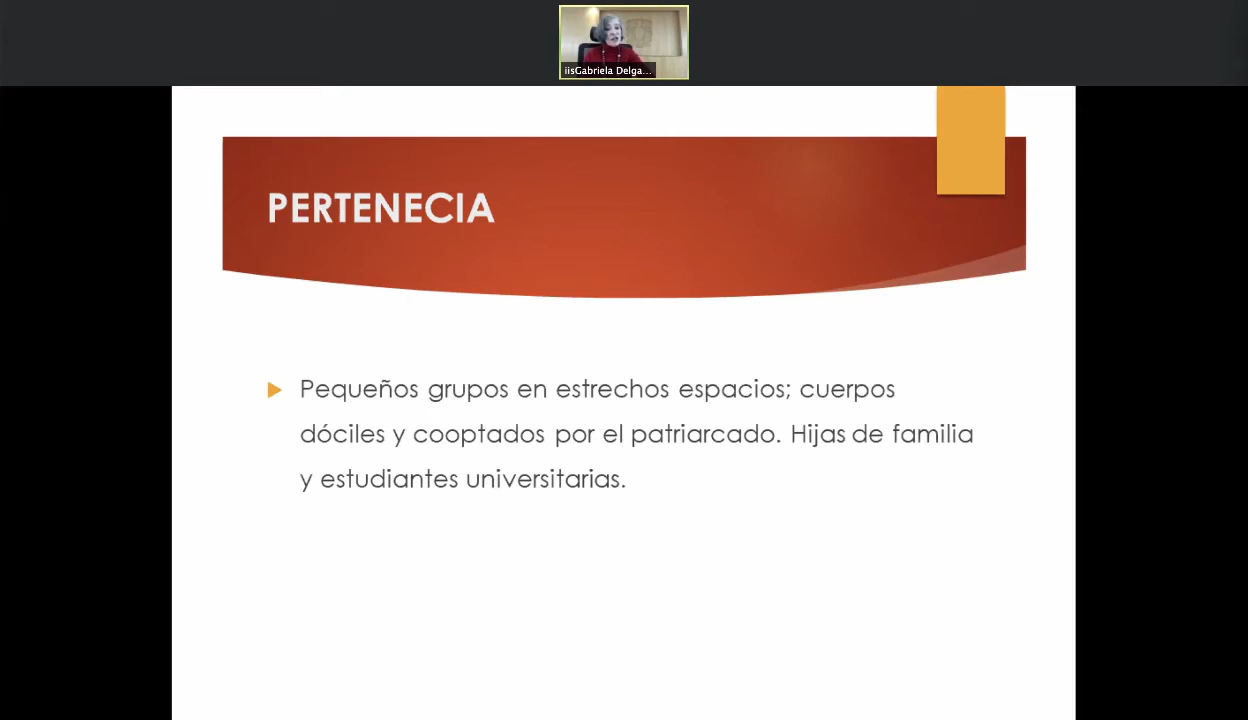 iisGabriela Delga...
PERTENECIA
Pequeños grupos en estrechos espacios; cuerpos
dóciles y cooptados por el patriarcado. Hijas de familia
y estudiantes universitarias.